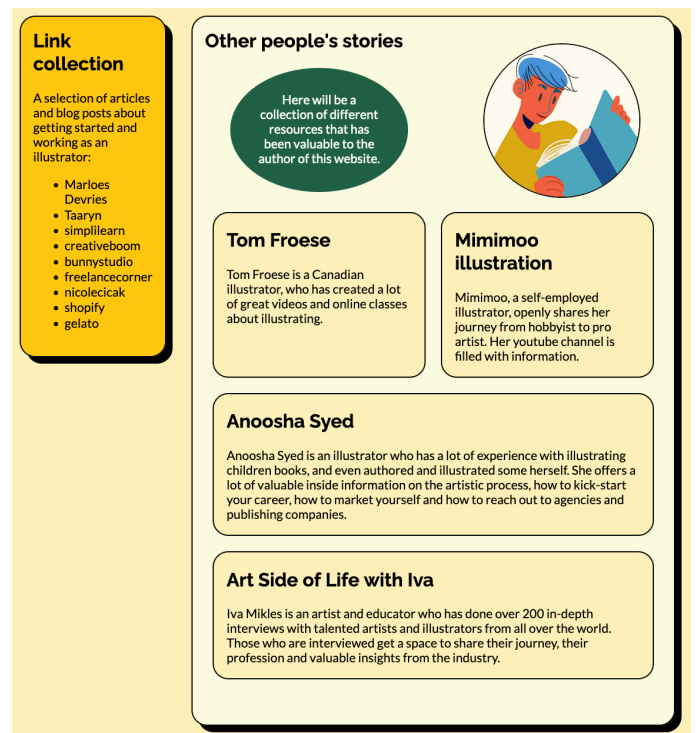 Link
collection
A selection of articles
and blog posts about
getting started and
working as an
illustrator:
• Marloes
Devries
• Taaryn
• simplilearn
• creativeboom
• bunnystudio
• freelancecorner
• nicolecicak
• shopify
• gelato
Other people's stories
Here will be a
collection of different
resources that has
been valuable to the
author of this website.
Tom Froese
Tom Froese is a Canadian
illustrator, who has created a lot
of great videos and online classes
about illustrating.
Mimimoo
illustration
Mimimoo, a self-employed
illustrator, openly shares her
journey from hobbyist to pro
artist. Her youtube channel is
filled with information.
Anoosha Syed
Anoosha Syed is an illustrator who has a lot of experience with illustrating
children books, and even authored and illustrated some herself. She offers a
lot of valuable inside information on the artistic process, how to kick-start
your career, how to market yourself and how to reach out to agencies and
publishing companies.
Art Side of Life with Iva
Iva Mikles is an artist and educator who has done over 200 in-depth
interviews with talented artists and illustrators from all over the world.
Those who are interviewed get a space to share their journey, their
profession and valuable insights from the industry.